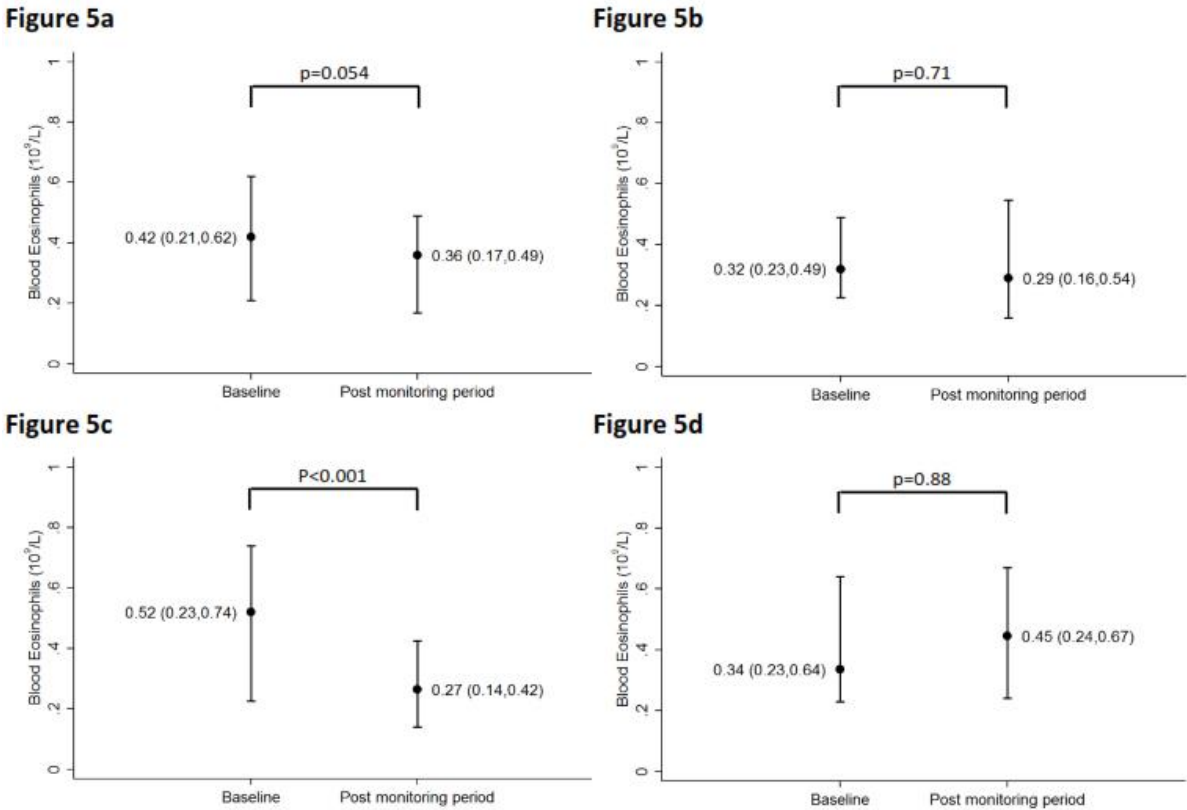 Figure 5a
p=0.054
Blood Eosinophils (10⁹/L)
1
.8
.6
.4
.2
0
0.42 (0.21,0.62)
0.36 (0.17,0.49)
Baseline
Post monitoring period
Figure 5b
p=0.71
Blood Eosinophils (10⁹/L)
1
.8
.6
.4
.2
0
0.32 (0.23,0.49)
0.29 (0.16,0.54)
Baseline
Post monitoring period
Figure 5c
P<0.001
Blood Eosinophils (10⁹/L)
1
.8
.6
.4
.2
0
0.52 (0.23,0.74)
0.27 (0.14,0.42)
Baseline
Post monitoring period
Figure 5d
p=0.88
Blood Eosinophils (10⁹/L)
1
.8
.6
.4
.2
0
0.34 (0.23,0.64)
0.45 (0.24,0.67)
Baseline
Post monitoring period